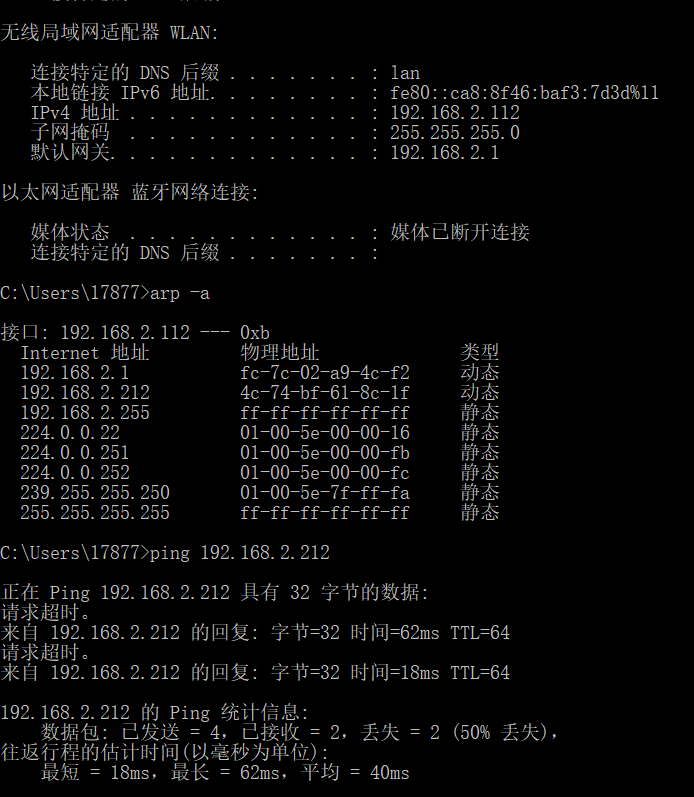 无线局域网适配器 WLAN:
连接特定的 DNS 后缀 . . . . . . . : lan
本地链接 IPv6 地址. . . . . . . . : fe80::ca8:8f46:baf3:7d3d%11
IPv4 地址 . . . . . . . . . . . . : 192.168.2.112
子网掩码 . . . . . . . . . . . . : 255.255.255.0
默认网关. . . . . . . . . . . . . : 192.168.2.1
以太网适配器 蓝牙网络连接:
媒体状态 . . . . . . . . . . . . : 媒体已断开连接
连接特定的 DNS 后缀 . . . . . . . :
C:\Users\17877>arp -a
接口: 192.168.2.112 --- 0xb
Internet 地址 物理地址 类型
192.168.2.1 fc-7c-02-a9-4c-f2 动态
192.168.2.212 4c-74-bf-61-8c-1f 动态
192.168.2.255 ff-ff-ff-ff-ff-ff 静态
224.0.0.22 01-00-5e-00-00-16 静态
224.0.0.251 01-00-5e-00-00-fb 静态
224.0.0.252 01-00-5e-00-00-fc 静态
239.255.255.250 01-00-5e-7f-ff-fa 静态
255.255.255.255 ff-ff-ff-ff-ff-ff 静态
C:\Users\17877>ping 192.168.2.212
正在 Ping 192.168.2.212 具有 32 字节的数据:
请求超时。
来自 192.168.2.212 的回复: 字节=32 时间=62ms TTL=64
请求超时。
来自 192.168.2.212 的回复: 字节=32 时间=18ms TTL=64
192.168.2.212 的 Ping 统计信息:
数据包: 已发送 = 4，已接收 = 2，丢失 = 2 (50% 丢失)，
往返行程的估计时间(以毫秒为单位):
最短 = 18ms，最长 = 62ms，平均 = 40ms